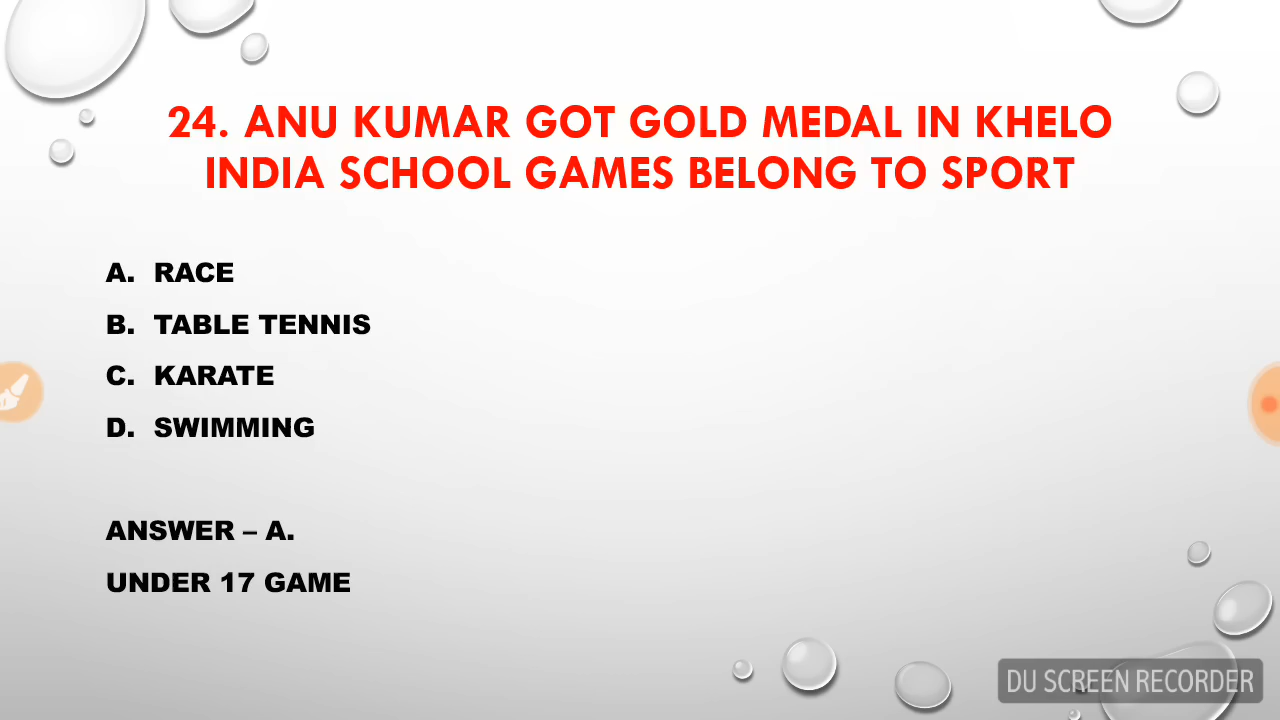 24. ANU KUMAR GOT GOLD MEDAL IN KHELO
INDIA SCHOOL GAMES BELONG TO SPORT
A. RACE
B. TABLE TENNIS
C. KARATE
D. SWIMMING
ANSWER – A.
UNDER 17 GAME
DU SCREEN RECORDER